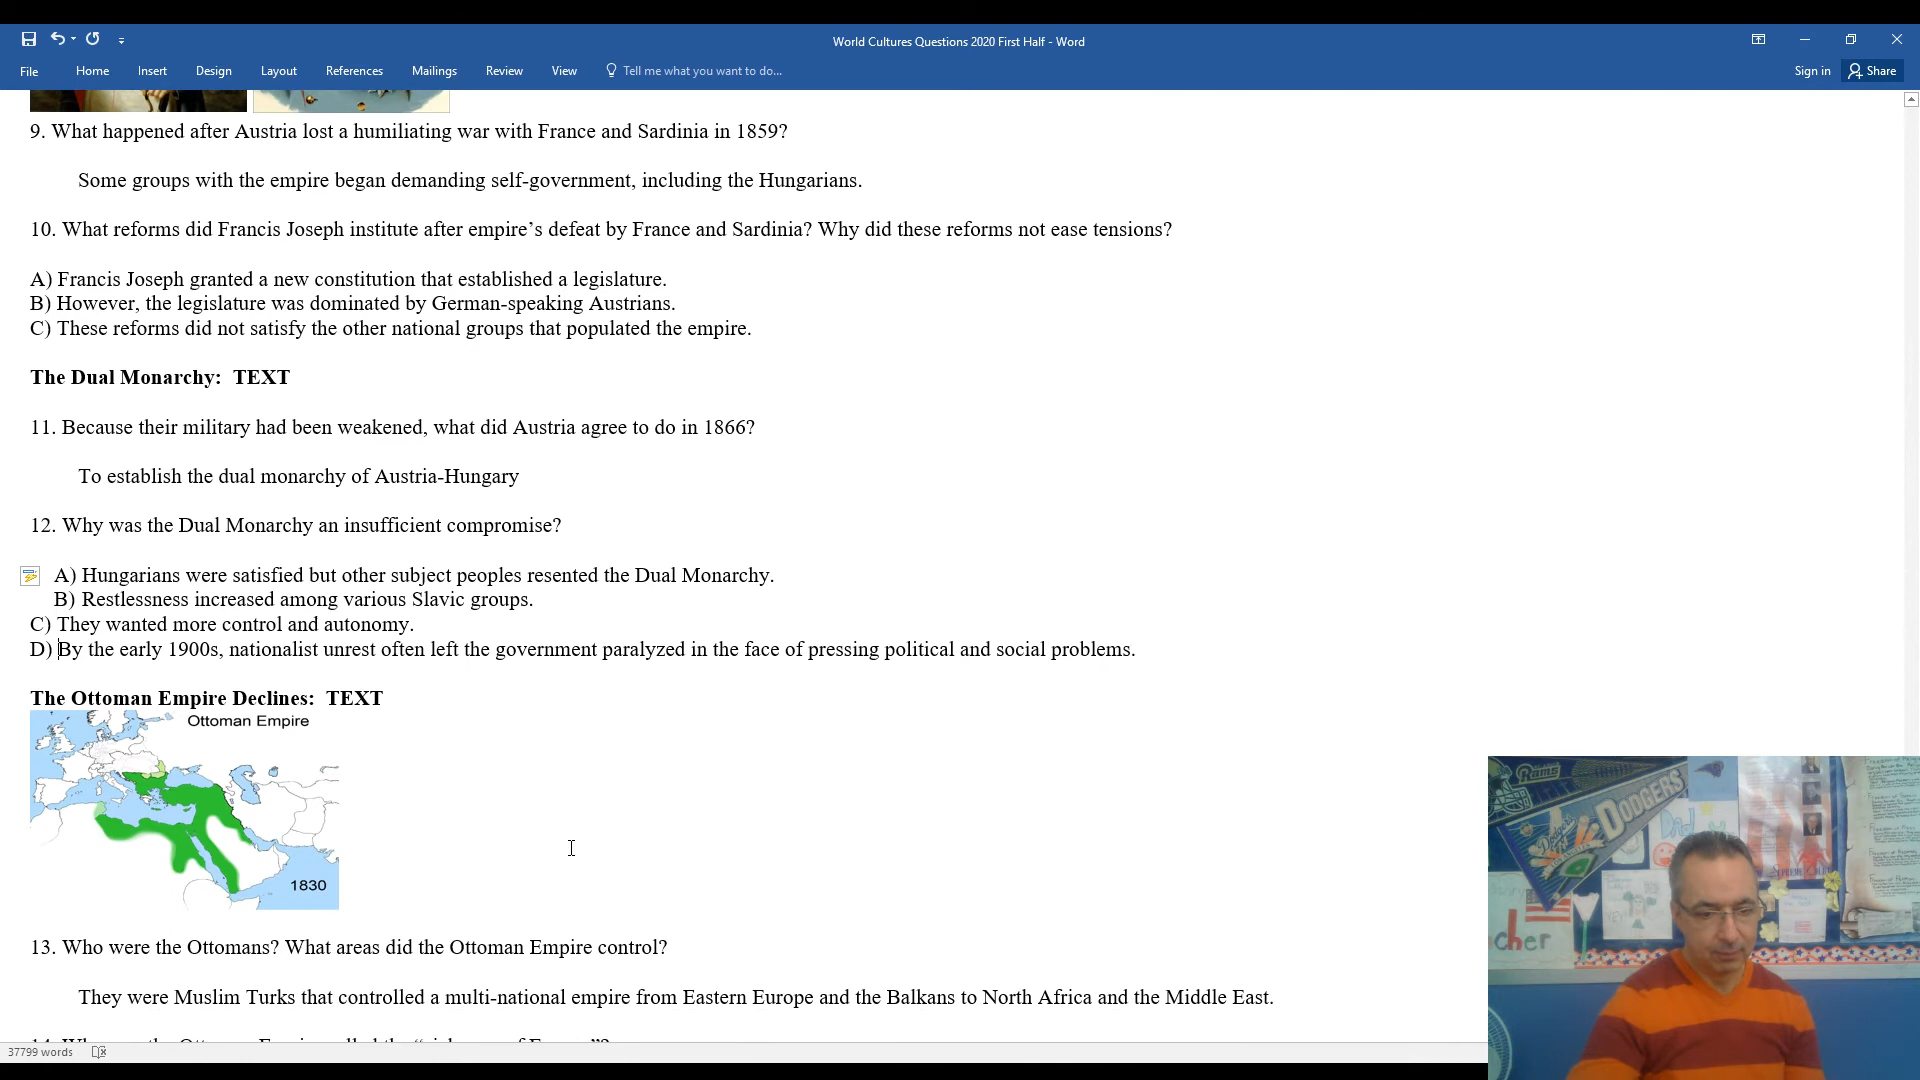 World Cultures Questions 2020 First Half - Word
File Home Insert Design Layout References Mailings Review View Tell me what you want to do... Sign in Share
9. What happened after Austria lost a humiliating war with France and Sardinia in 1859?
Some groups with the empire began demanding self-government, including the Hungarians.
10. What reforms did Francis Joseph institute after empire’s defeat by France and Sardinia? Why did these reforms not ease tensions?
A) Francis Joseph granted a new constitution that established a legislature.
B) However, the legislature was dominated by German-speaking Austrians.
C) These reforms did not satisfy the other national groups that populated the empire.
The Dual Monarchy: TEXT
11. Because their military had been weakened, what did Austria agree to do in 1866?
To establish the dual monarchy of Austria-Hungary
12. Why was the Dual Monarchy an insufficient compromise?
A) Hungarians were satisfied but other subject peoples resented the Dual Monarchy.
B) Restlessness increased among various Slavic groups.
C) They wanted more control and autonomy.
D) By the early 1900s, nationalist unrest often left the government paralyzed in the face of pressing political and social problems.
The Ottoman Empire Declines: TEXT
Ottoman Empire
1830
13. Who were the Ottomans? What areas did the Ottoman Empire control?
They were Muslim Turks that controlled a multi-national empire from Eastern Europe and the Balkans to North Africa and the Middle East.
37799 words
Rams
DODGERS
Dodgers
Dad